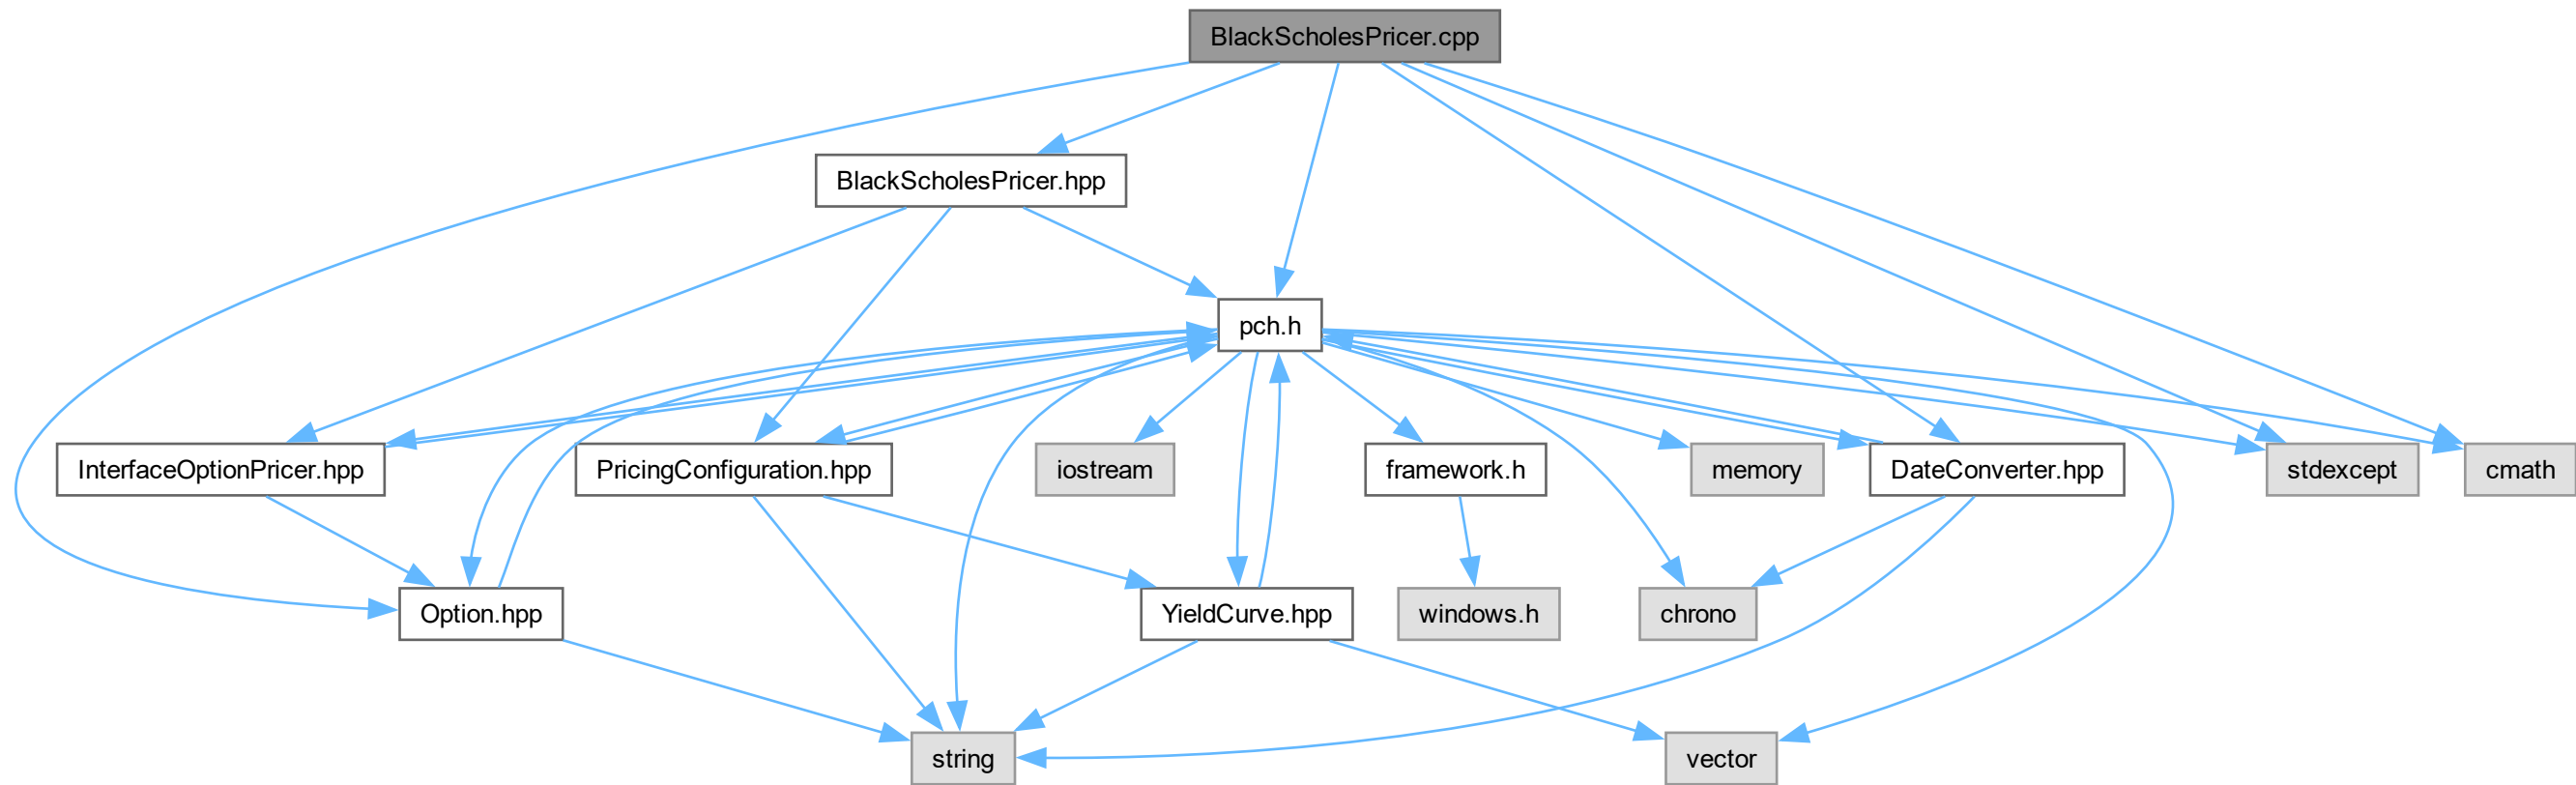 BlackScholesPricer.cpp
BlackScholesPricer.hpp
pch.h
InterfaceOptionPricer.hpp
PricingConfiguration.hpp
iostream
framework.h
memory
DateConverter.hpp
stdexcept
cmath
Option.hpp
YieldCurve.hpp
windows.h
chrono
string
vector